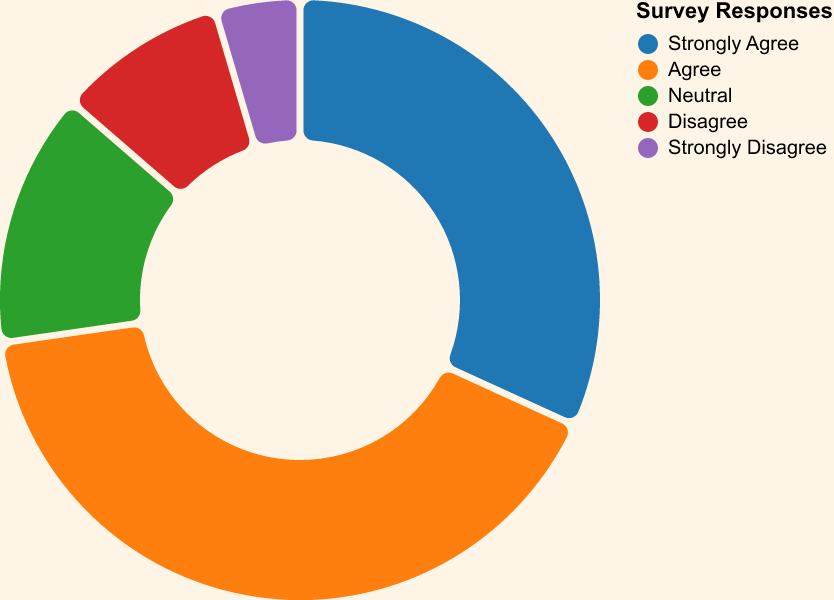 Survey Responses
Strongly Agree
Agree
Neutral
Disagree
Strongly Disagree